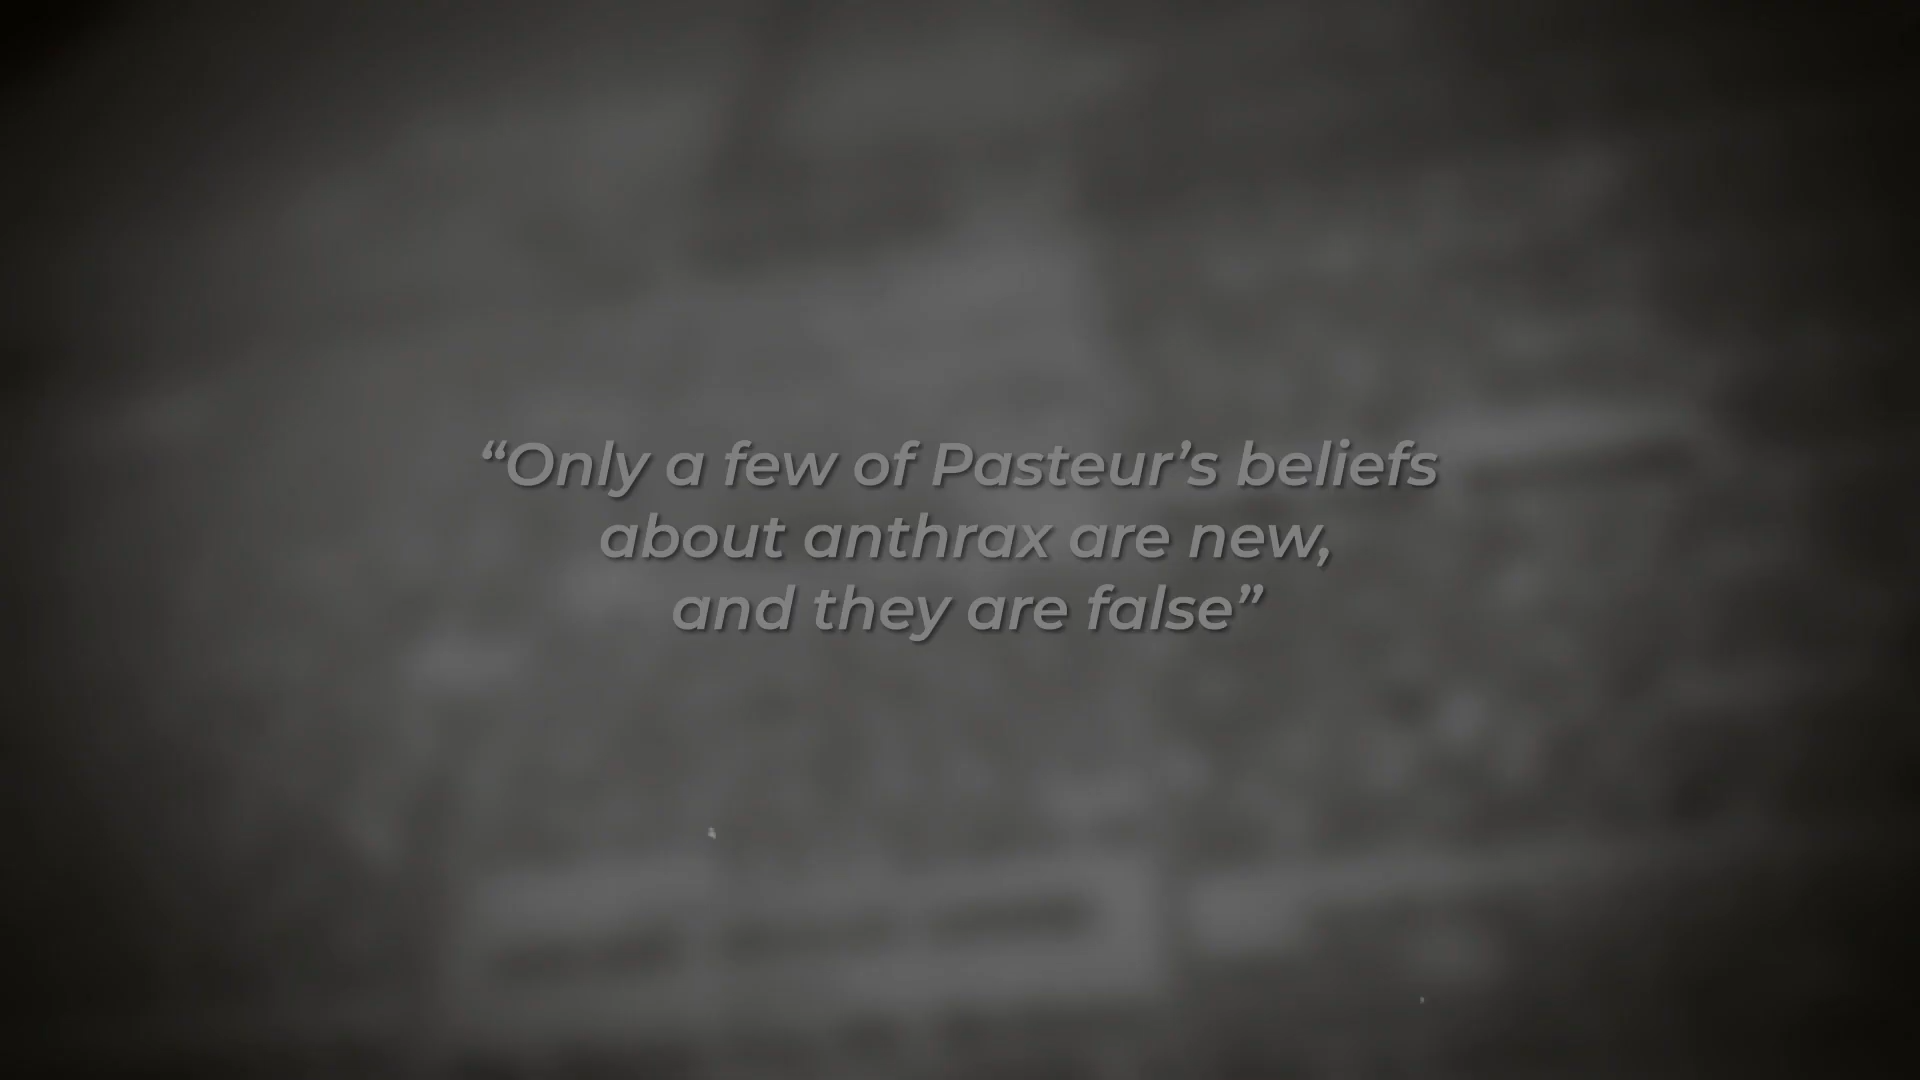 “Only a few of Pasteur’s beliefs
about anthrax are new,
and they are false”